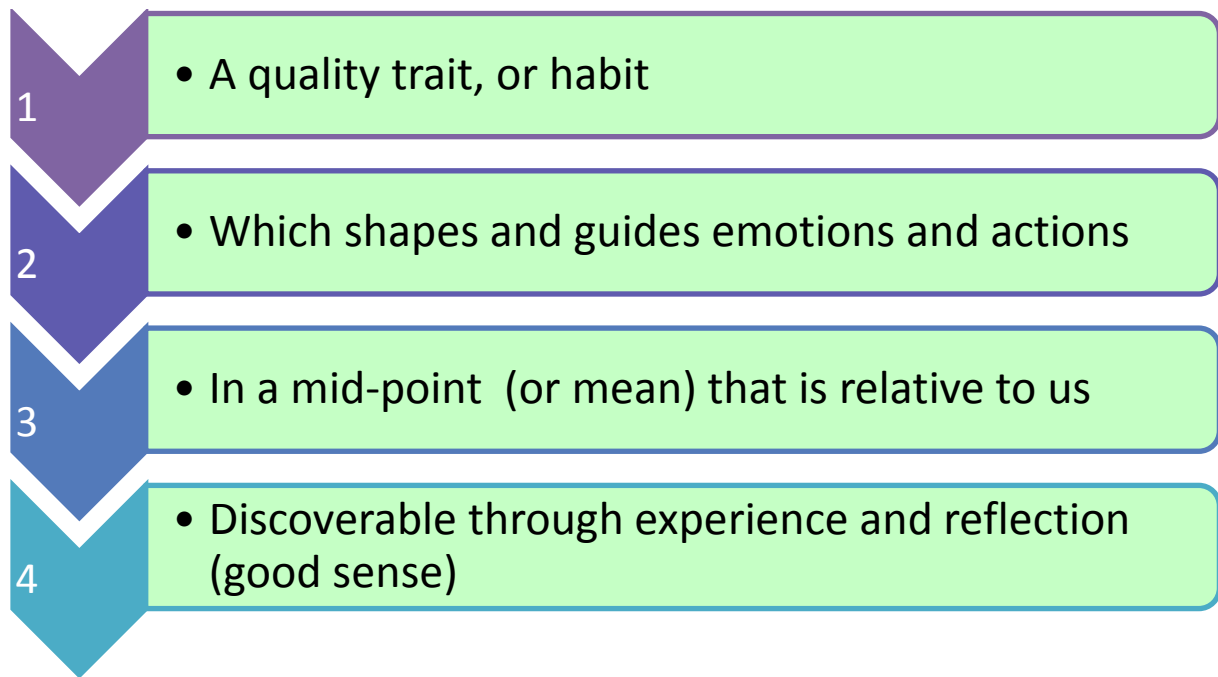 1
• A quality trait, or habit
2
• Which shapes and guides emotions and actions
3
• In a mid-point  (or mean) that is relative to us
4
• Discoverable through experience and reflection
(good sense)